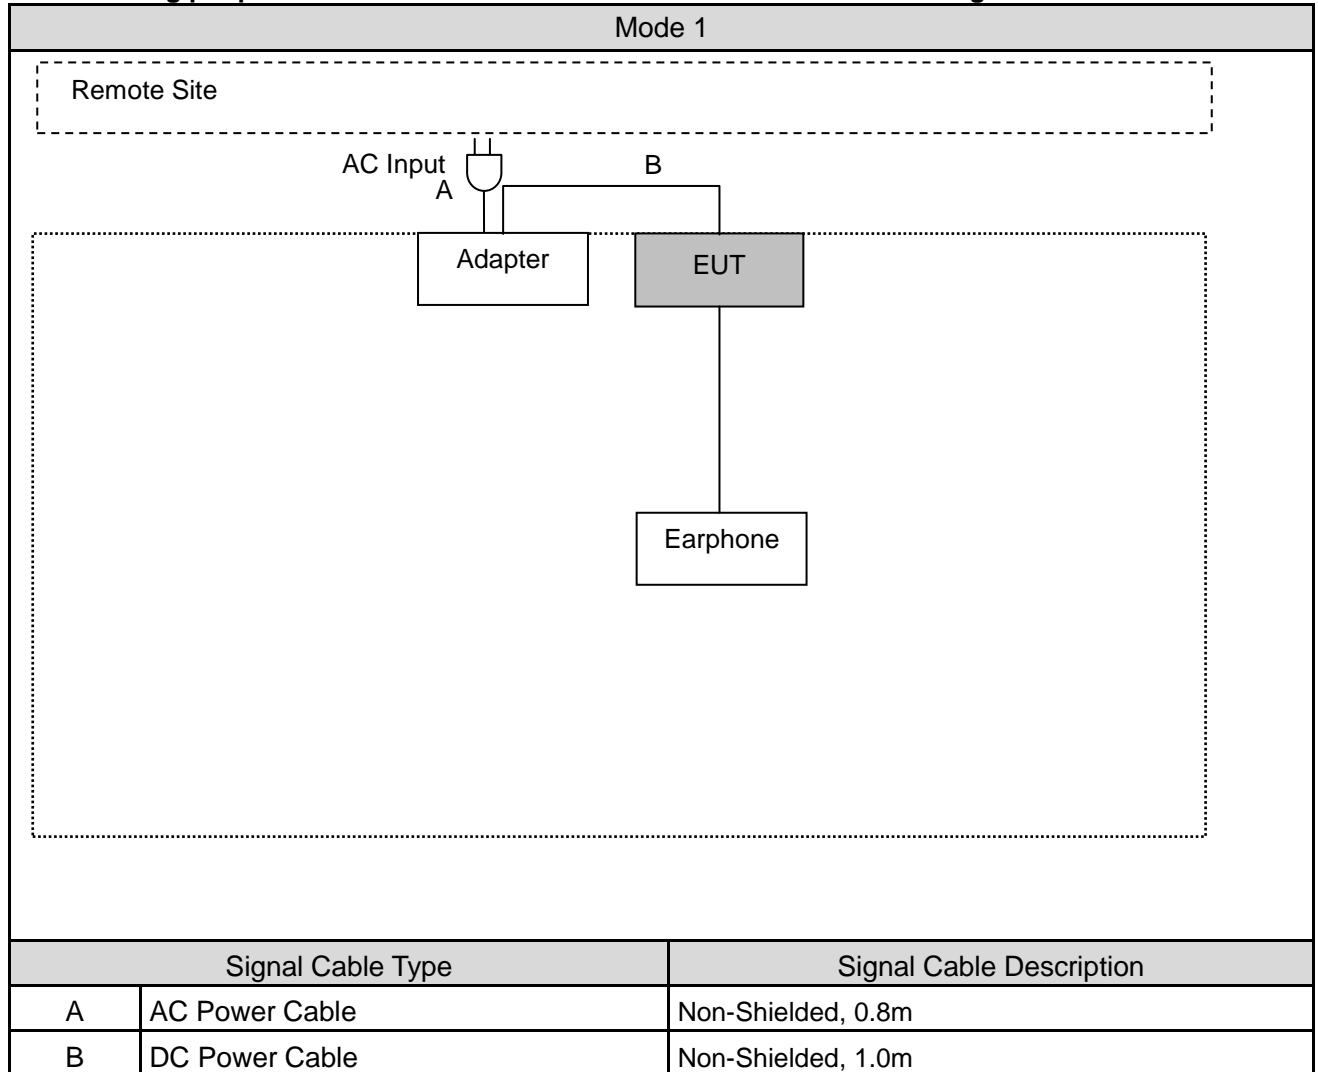 Mode 1
Remote Site
AC Input
A
B
Adapter
EUT
Earphone
Signal Cable Type Signal Cable Description
A AC Power Cable Non-Shielded, 0.8m
B DC Power Cable Non-Shielded, 1.0m